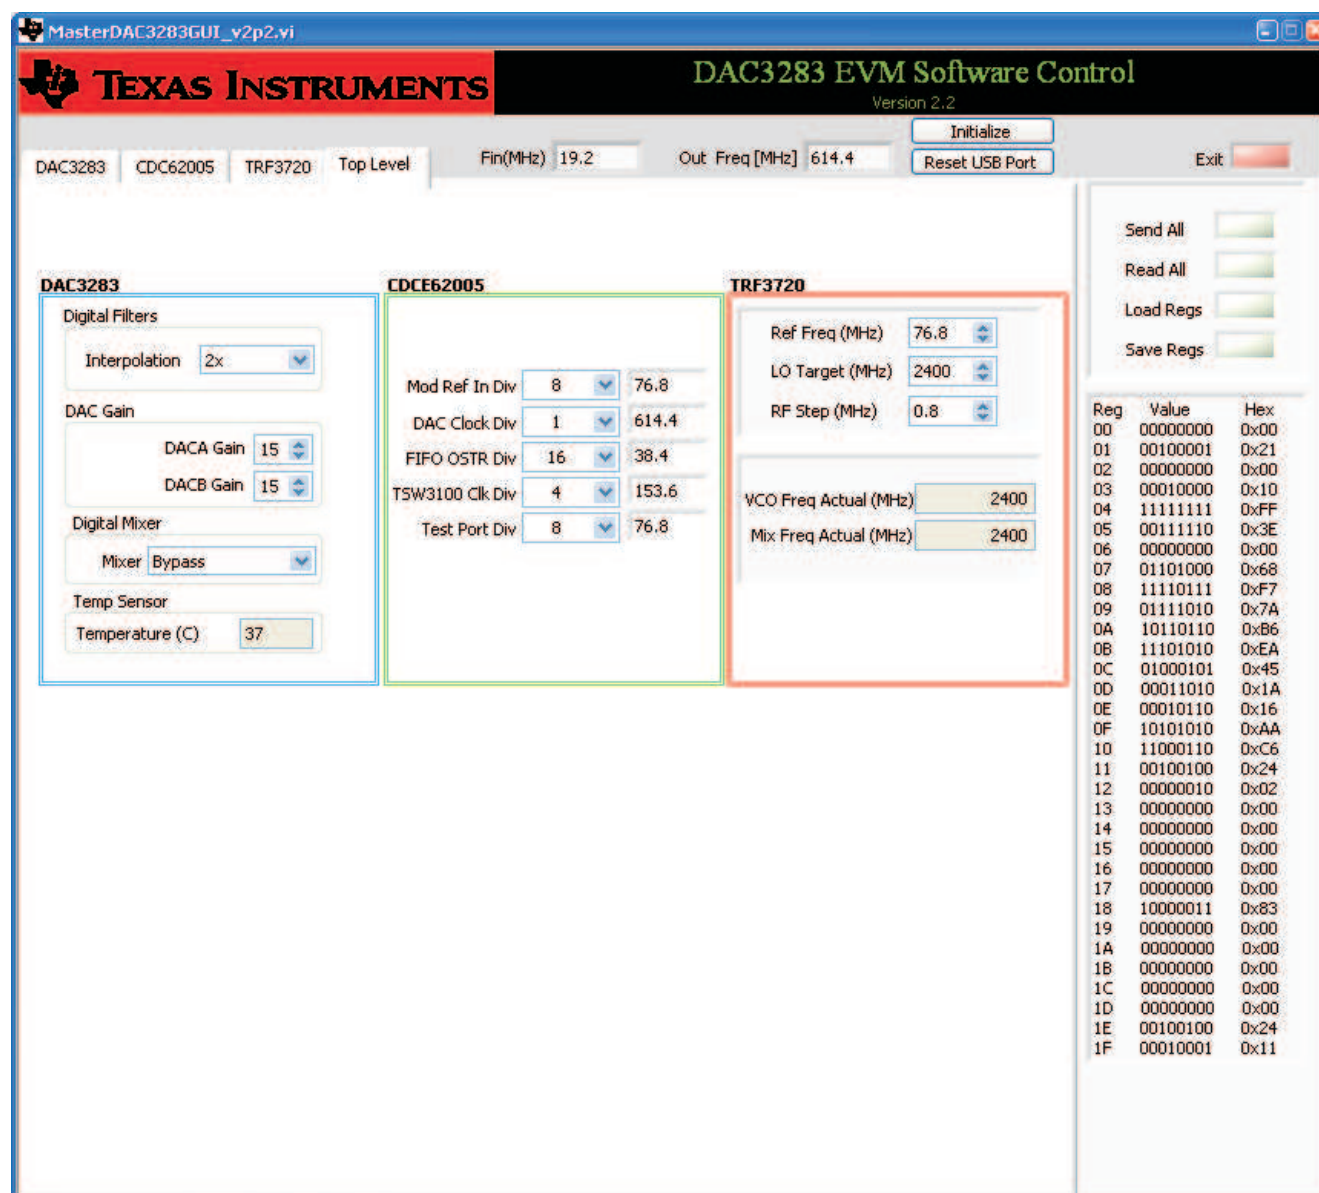 MasterDAC3283GUI_v2p2.vi
TEXAS INSTRUMENTS
DAC3283 EVM Software Control
Version 2.2
DAC3283 CDC62005 TRF3720 Top Level
Fin(MHz) 19.2
Out Freq [MHz] 614.4
Initialize
Reset USB Port
Exit
DAC3283
Digital Filters
Interpolation 2x
DAC Gain
DACA Gain 15
DACB Gain 15
Digital Mixer
Mixer Bypass
Temp Sensor
Temperature (C) 37
CDCE62005
Mod Ref In Div 8 76.8
DAC Clock Div 1 614.4
FIFO OSTR Div 16 38.4
TSW3100 Clk Div 4 153.6
Test Port Div 8 76.8
TRF3720
Ref Freq (MHz) 76.8
LO Target (MHz) 2400
RF Step (MHz) 0.8
VCO Freq Actual (MHz) 2400
Mix Freq Actual (MHz) 2400
Send All
Read All
Load Regs
Save Regs
Reg Value Hex
00 00000000 0x00
01 00100001 0x21
02 00000000 0x00
03 00010000 0x10
04 11111111 0xFF
05 00111110 0x3E
06 00000000 0x00
07 01101000 0x68
08 11110111 0xF7
09 01111010 0x7A
0A 10110110 0xB6
0B 11101010 0xEA
0C 01000101 0x45
0D 00011010 0x1A
0E 00010110 0x16
0F 10101010 0xAA
10 11000110 0xC6
11 00100100 0x24
12 00000010 0x02
13 00000000 0x00
14 00000000 0x00
15 00000000 0x00
16 00000000 0x00
17 00000000 0x00
18 10000011 0x83
19 00000000 0x00
1A 00000000 0x00
1B 00000000 0x00
1C 00000000 0x00
1D 00000000 0x00
1E 00100100 0x24
1F 00010001 0x11